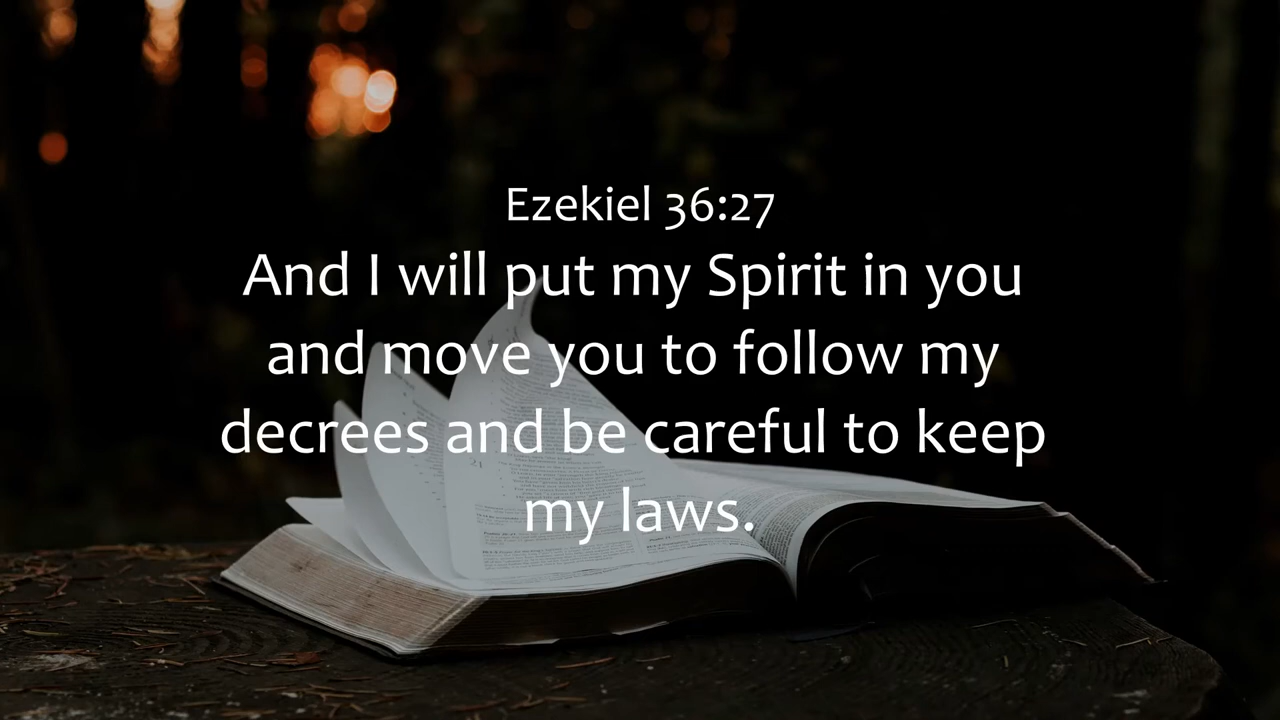 Ezekiel 36:27
And I will put my Spirit in you
and move you to follow my
decrees and be careful to keep
my laws.